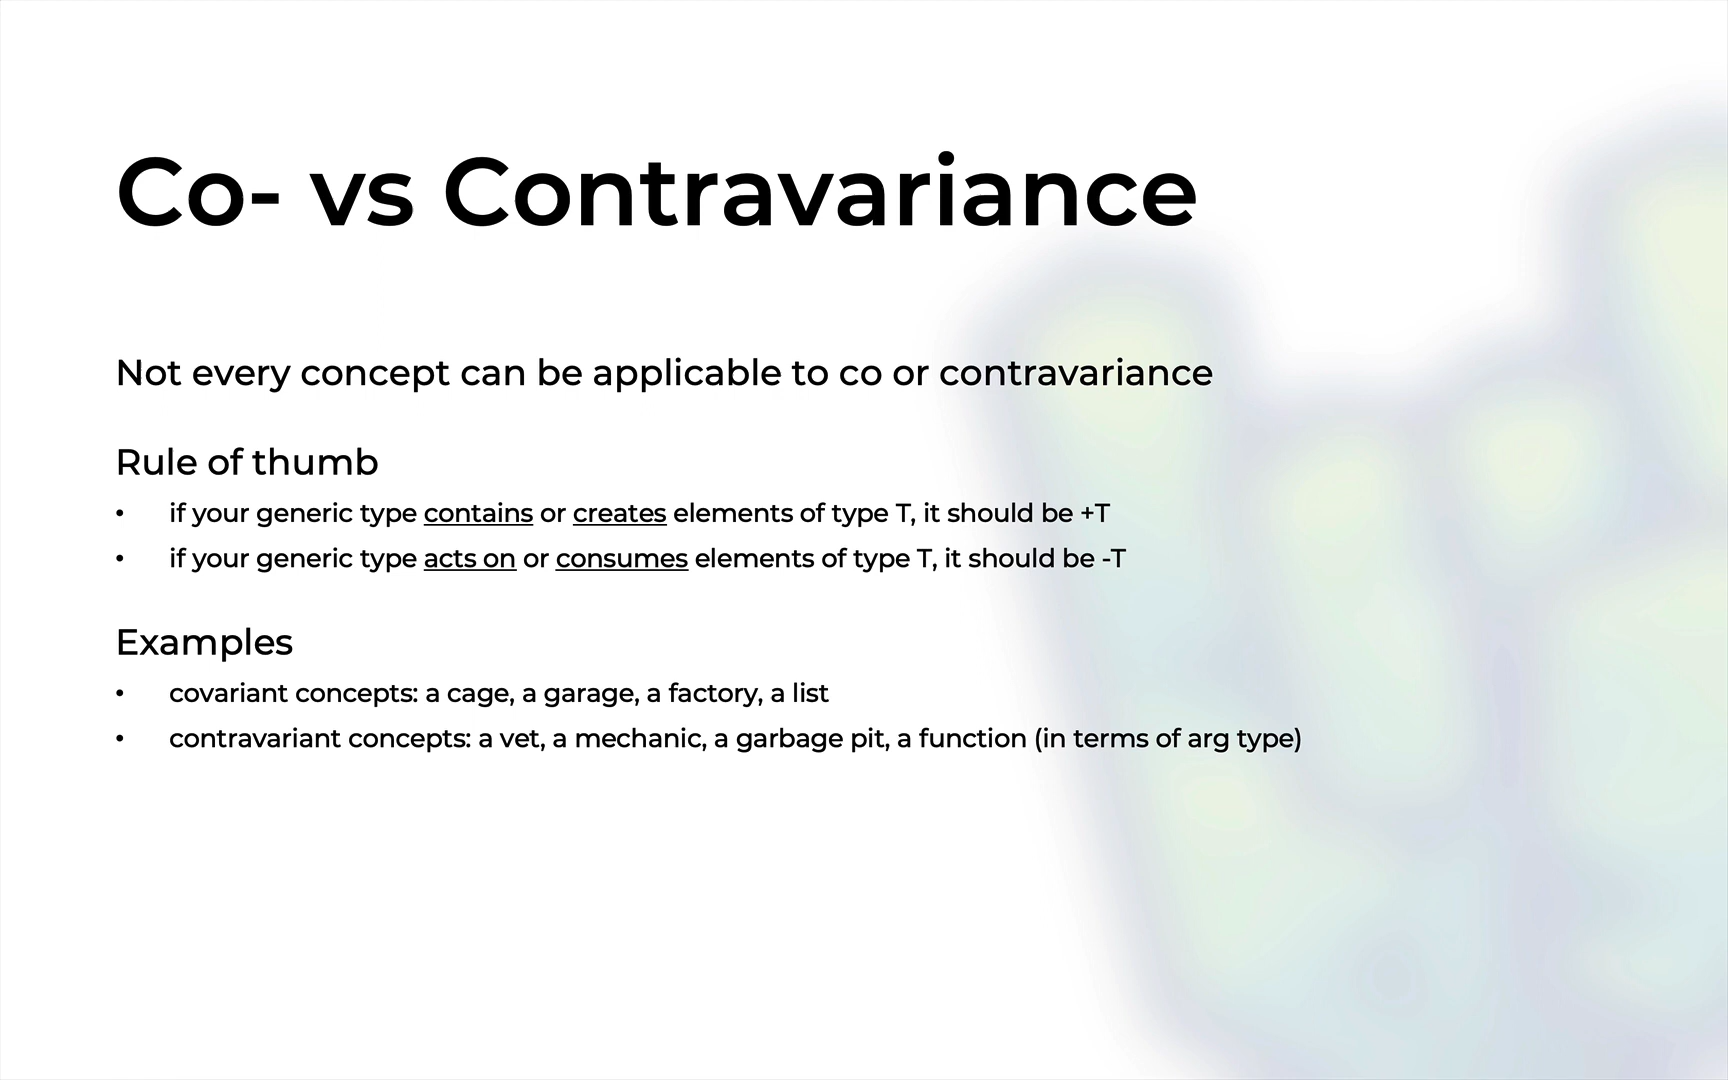 Co- vs Contravariance
Not every concept can be applicable to co or contravariance
Rule of thumb
• if your generic type contains or creates elements of type T, it should be +T
• if your generic type acts on or consumes elements of type T, it should be -T
Examples
• covariant concepts: a cage, a garage, a factory, a list
• contravariant concepts: a vet, a mechanic, a garbage pit, a function (in terms of arg type)